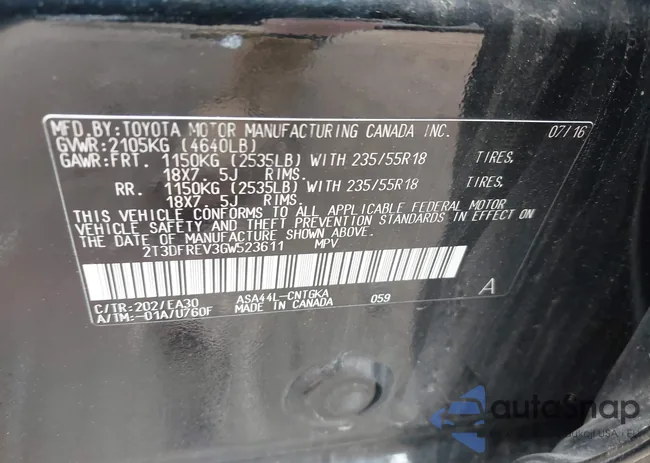 MFD.BY:TOYOTA MOTOR MANUFACTURING CANADA INC. 07/16
GVWR:2105KG (4640LB)
GAWR:FRT. 1150KG (2535LB) WITH 235/55R18 TIRES.
18X7.5J RIMS.
RR. 1150KG (2535LB) WITH 235/55R18 TIRES.
18X7.5J RIMS.
THIS VEHICLE CONFORMS TO ALL APPLICABLE FEDERAL MOTOR
VEHICLE SAFETY AND THEFT PREVENTION STANDARDS IN EFFECT ON
THE DATE OF MANUFACTURE SHOWN ABOVE.
2T3DFREV3GW523611 MPV
A
C/TR:202/EA30 ASA44L-CNTGKA 059
A/TM:-01A/U760F MADE IN CANADA
autoSnap